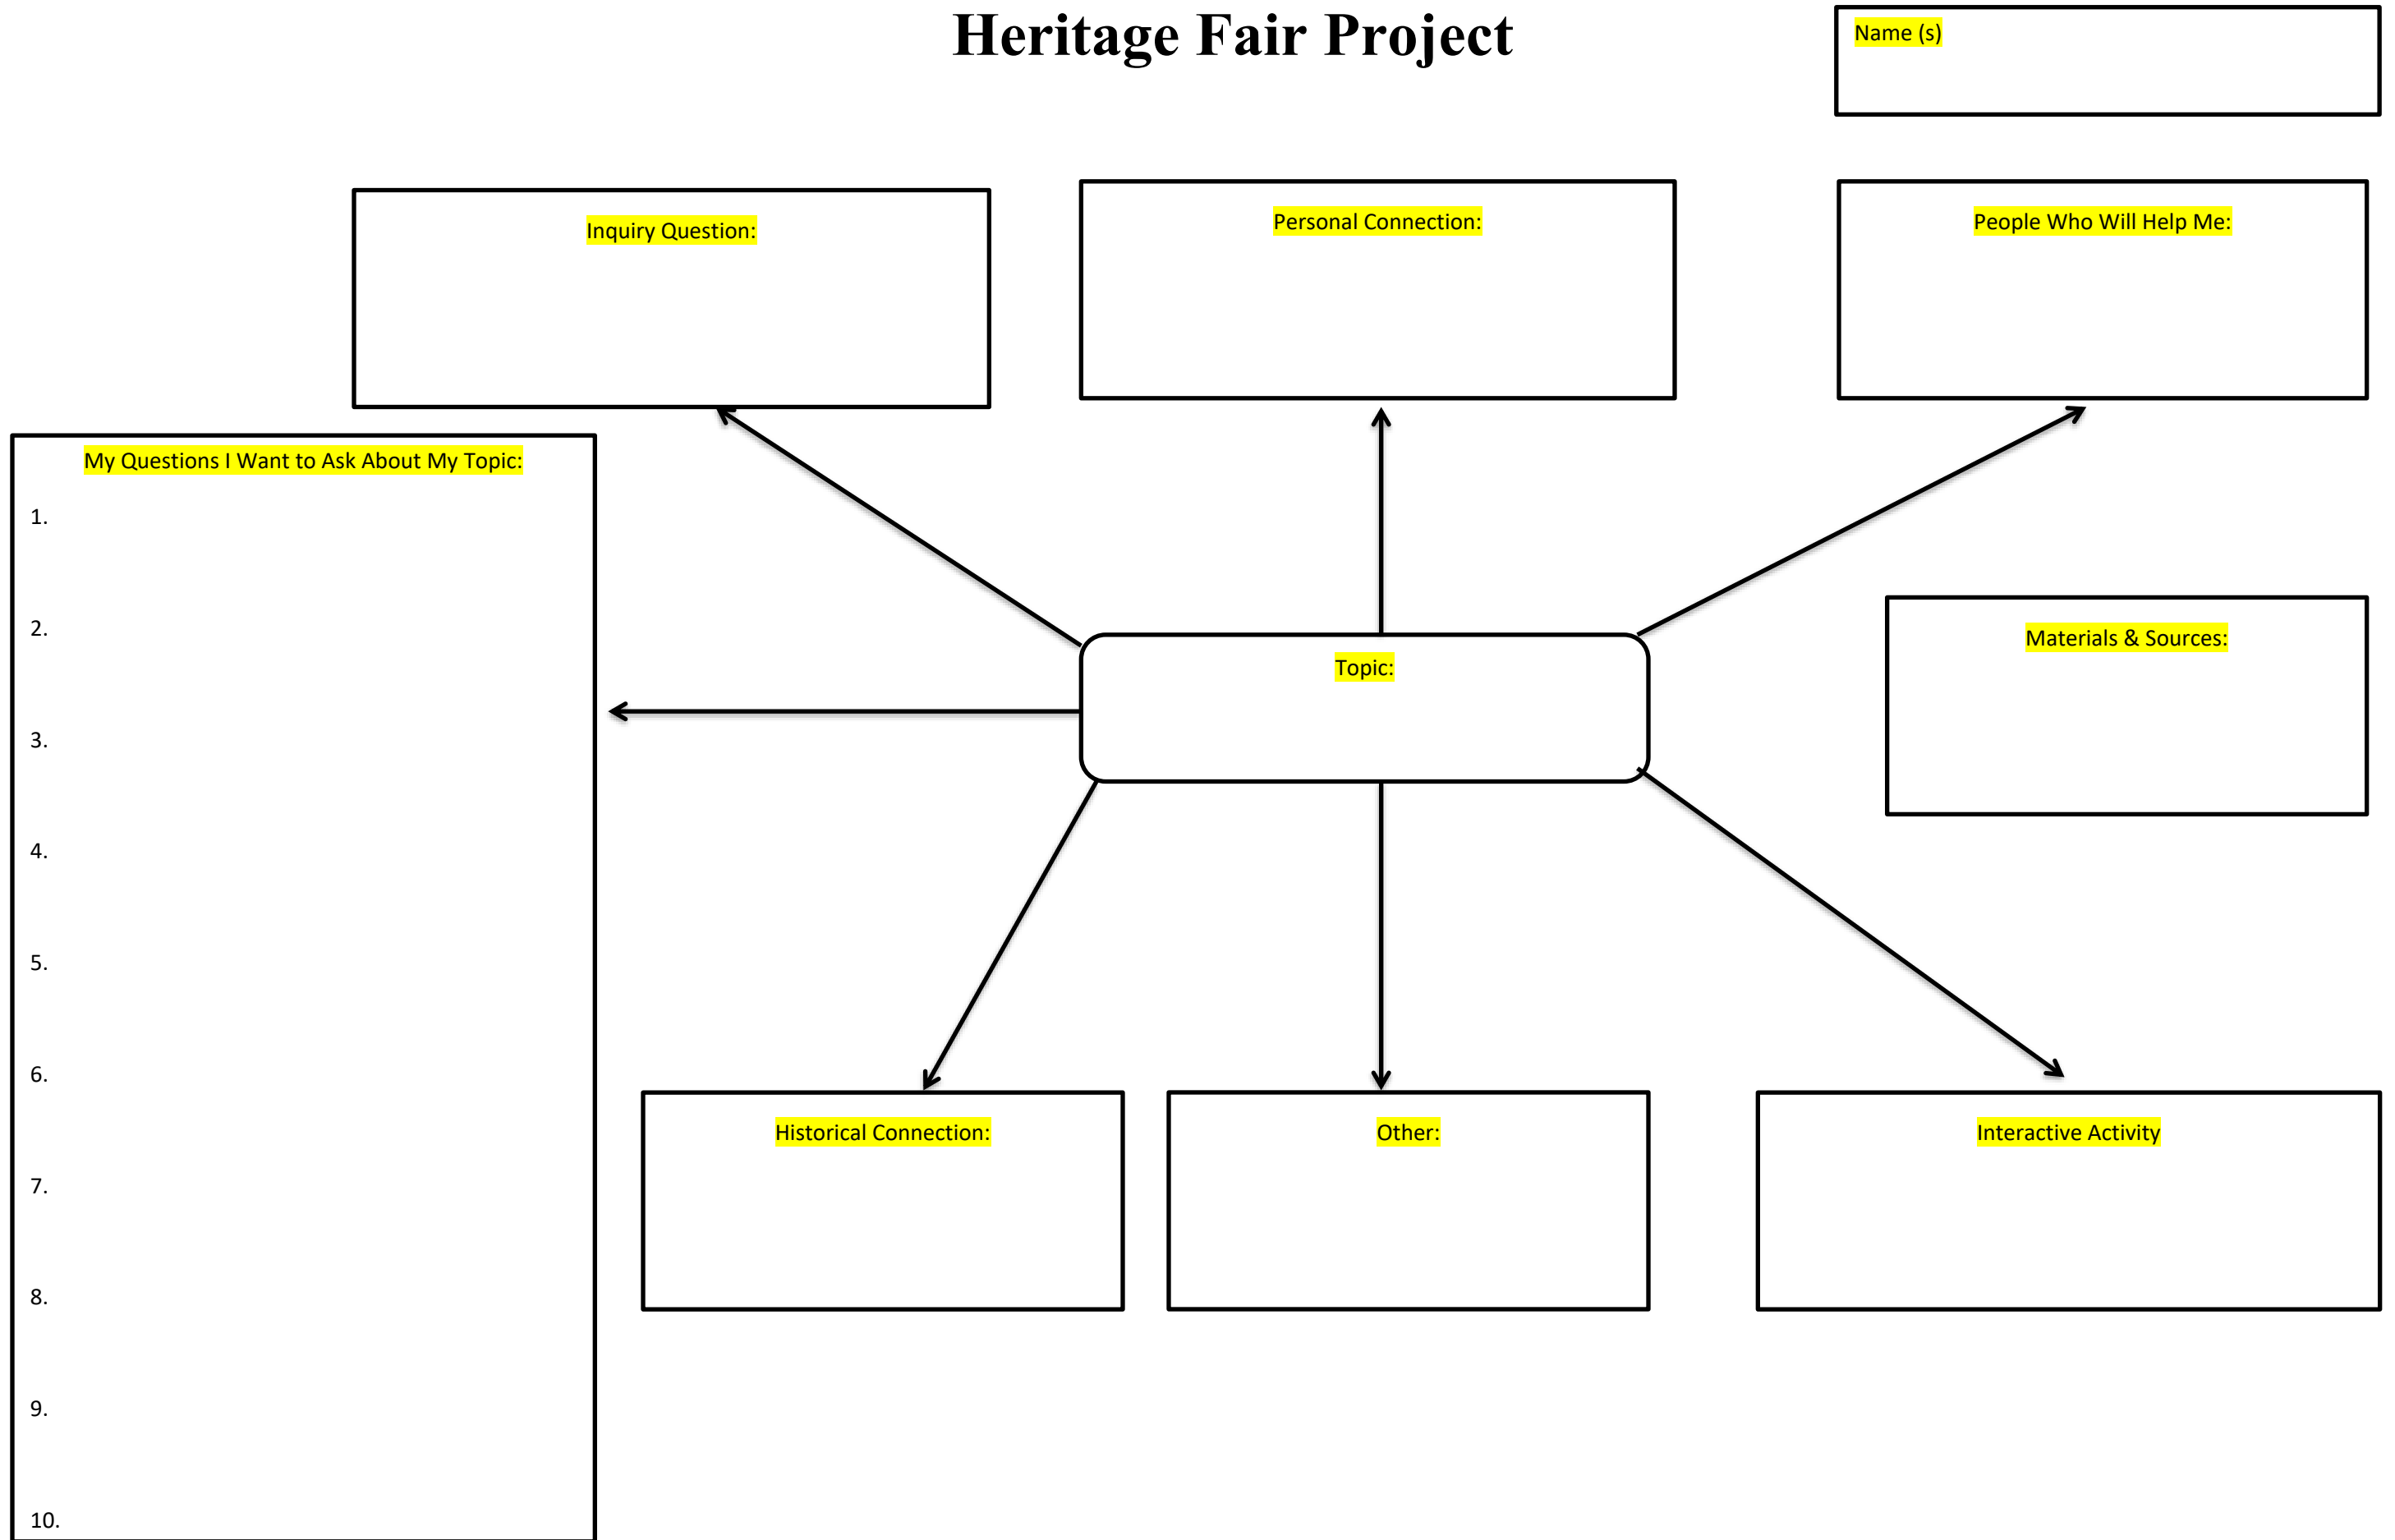 Heritage Fair Project
Name (s)
Inquiry Question:
Personal Connection:
People Who Will Help Me:
My Questions I Want to Ask About My Topic:
1.
2.
3.
4.
5.
6.
7.
8.
9.
10.
Topic:
Materials & Sources:
Historical Connection:
Other:
Interactive Activity